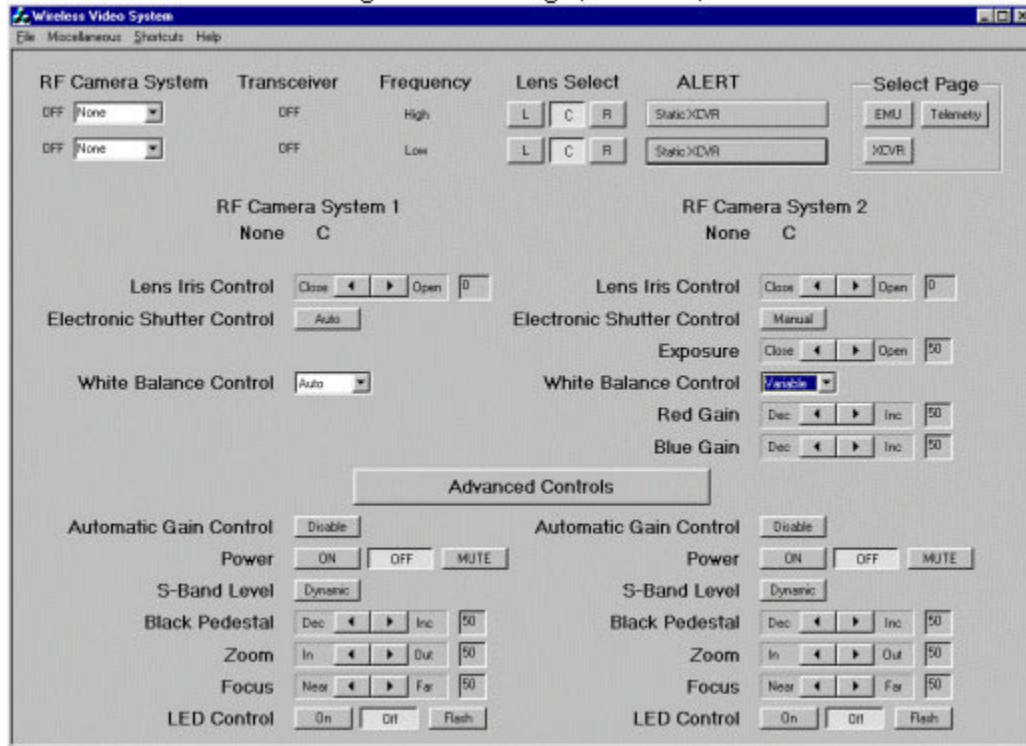 Wireless Video System
File Miscellaneous Shortcuts Help
RF Camera System Transceiver Frequency Lens Select ALERT Select Page
OFF None OFF High L C R Static XCVR EMU Telemetry
OFF None OFF Low L C R Static XCVR XCVR
RF Camera System 1 RF Camera System 2
None C None C
Lens Iris Control Close Open 0 Lens Iris Control Close Open 0
Electronic Shutter Control Auto Electronic Shutter Control Manual
Exposure Close Open 50
White Balance Control Auto White Balance Control Variable
Red Gain Dec Inc 50
Blue Gain Dec Inc 50
Advanced Controls
Automatic Gain Control Disable Automatic Gain Control Disable
Power ON OFF MUTE Power ON OFF MUTE
S-Band Level Dynamic S-Band Level Dynamic
Black Pedestal Dec Inc 50 Black Pedestal Dec Inc 50
Zoom In Out 50 Zoom In Out 50
Focus Near Far 50 Focus Near Far 50
LED Control On Off Flash LED Control On Off Flash